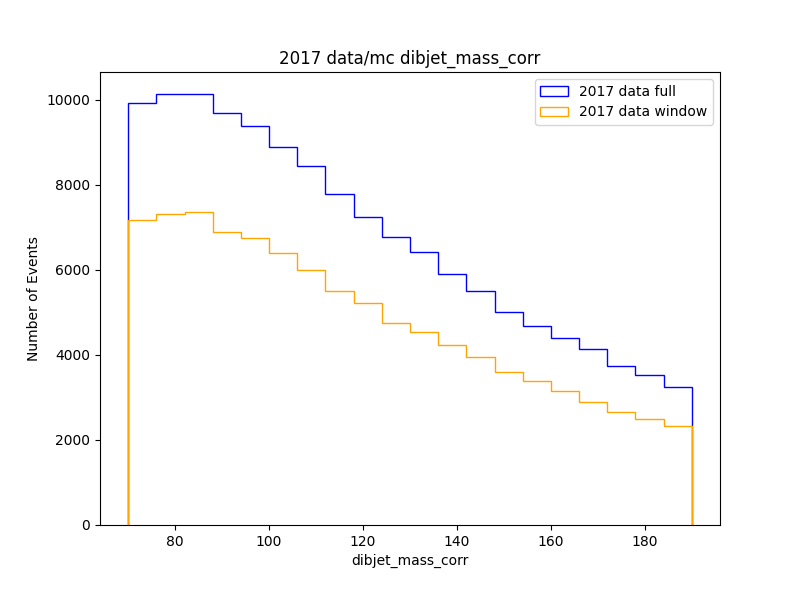 2017 data/mc dibjet_mass_corr
2017 data full
2017 data window
10000
8000
6000
4000
2000
0
Number of Events
80 100 120 140 160 180
dibjet_mass_corr